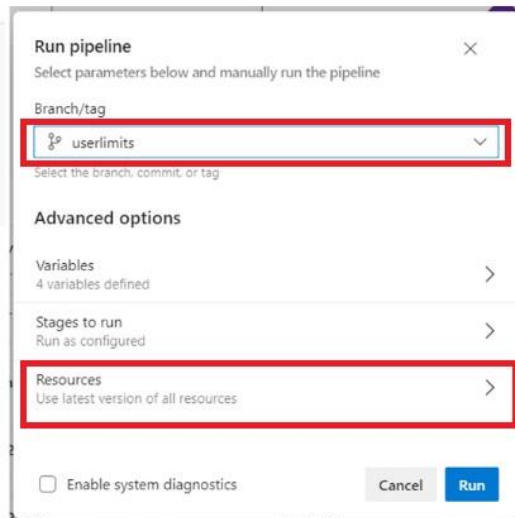 Run pipeline
Select parameters below and manually run the pipeline
Branch/tag
userlimits
Select the branch, commit, or tag
Advanced options
Variables
4 variables defined
Stages to run
Run as configured
Resources
Use latest version of all resources
Enable system diagnostics
Cancel
Run